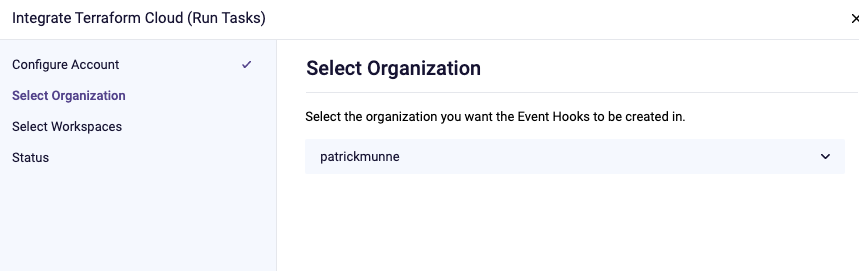 Integrate Terraform Cloud (Run Tasks)
Configure Account
Select Organization
Select Workspaces
Status
Select Organization
Select the organization you want the Event Hooks to be created in.
patrickmunne